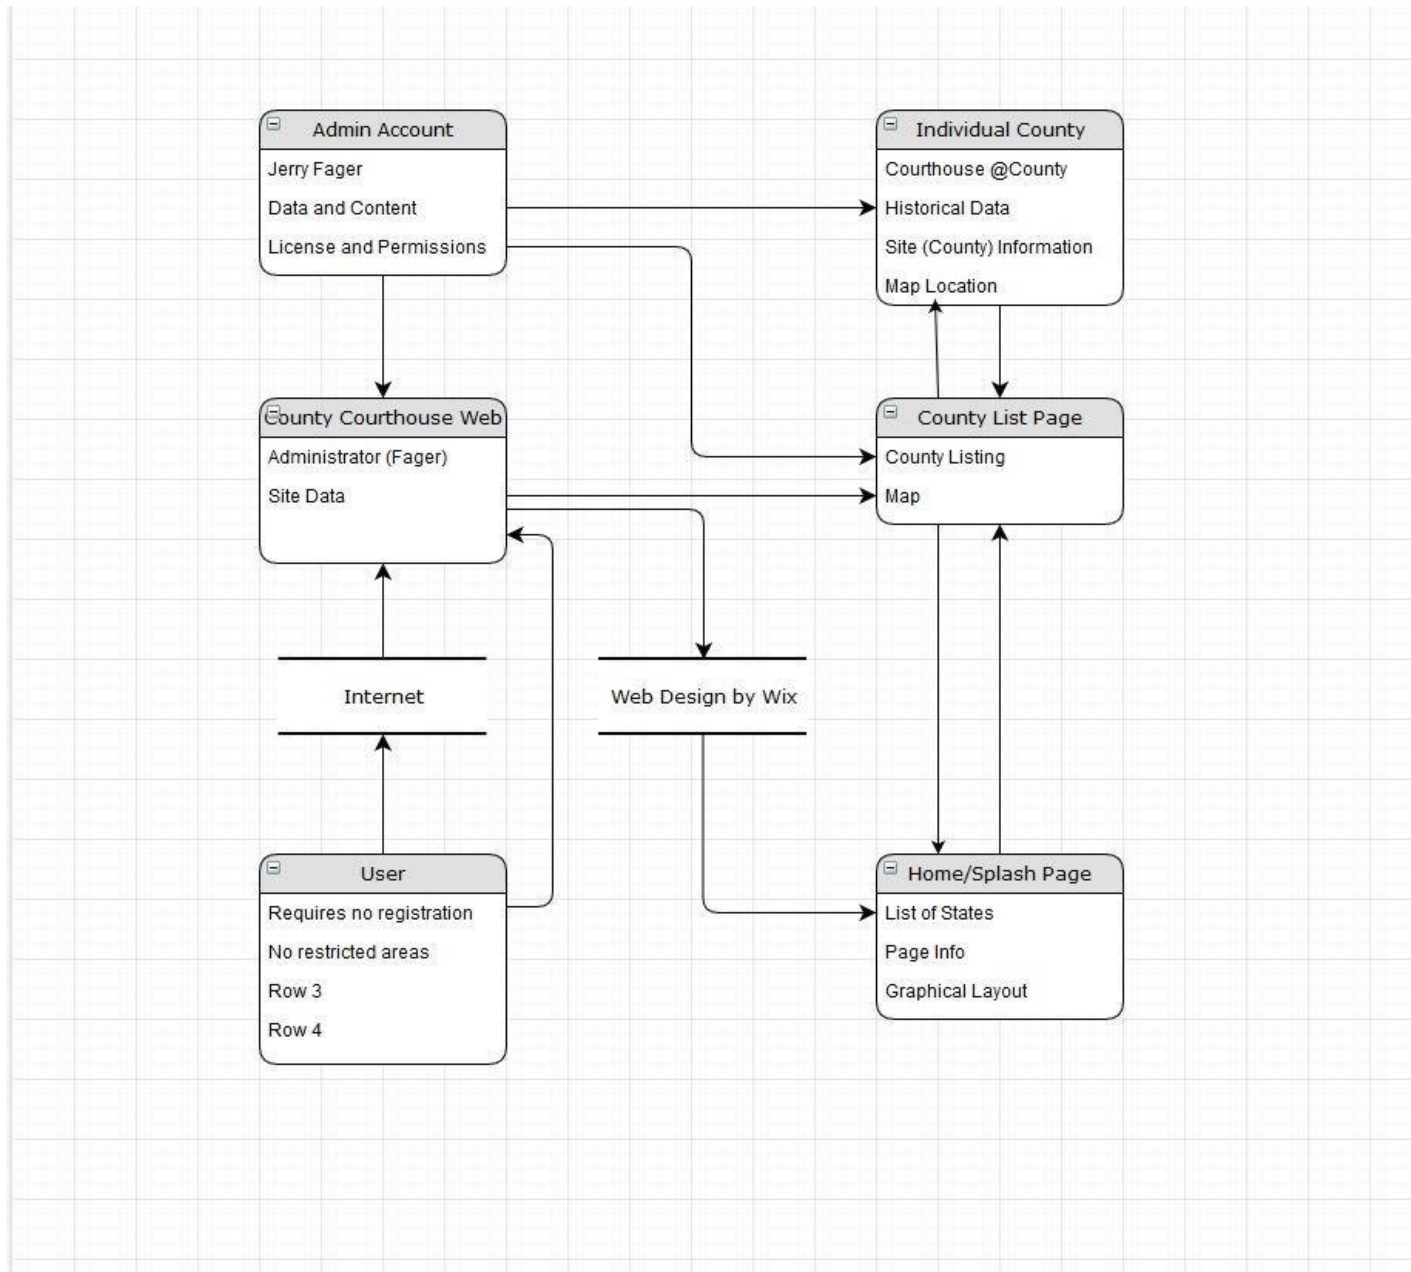 Admin Account
Jerry Fager
Data and Content
License and Permissions
Individual County
Courthouse @County
Historical Data
Site (County) Information
Map Location
County Courthouse Web
Administrator (Fager)
Site Data
County List Page
County Listing
Map
Internet
Web Design by Wix
User
Requires no registration
No restricted areas
Row 3
Row 4
Home/Splash Page
List of States
Page Info
Graphical Layout